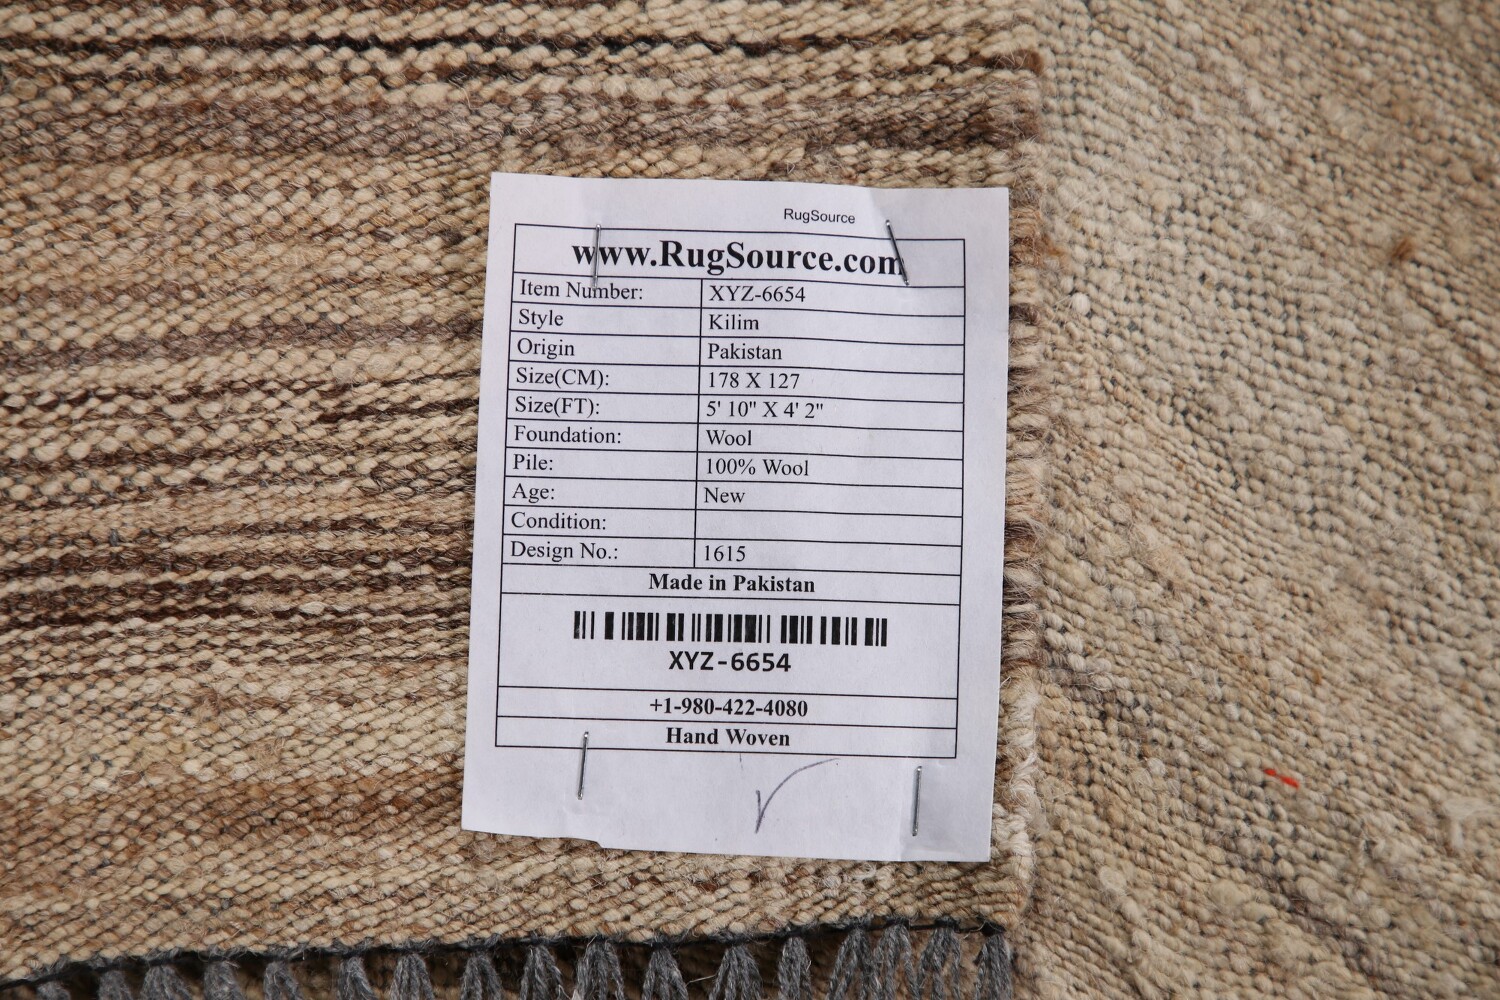 RugSource
www.RugSource.com
Item Number: XYZ-6654
Style Kilim
Origin Pakistan
Size(CM): 178 X 127
Size(FT): 5' 10" X 4' 2"
Foundation: Wool
Pile: 100% Wool
Age: New
Condition:
Design No.: 1615
Made in Pakistan
XYZ-6654
+1-980-422-4080
Hand Woven